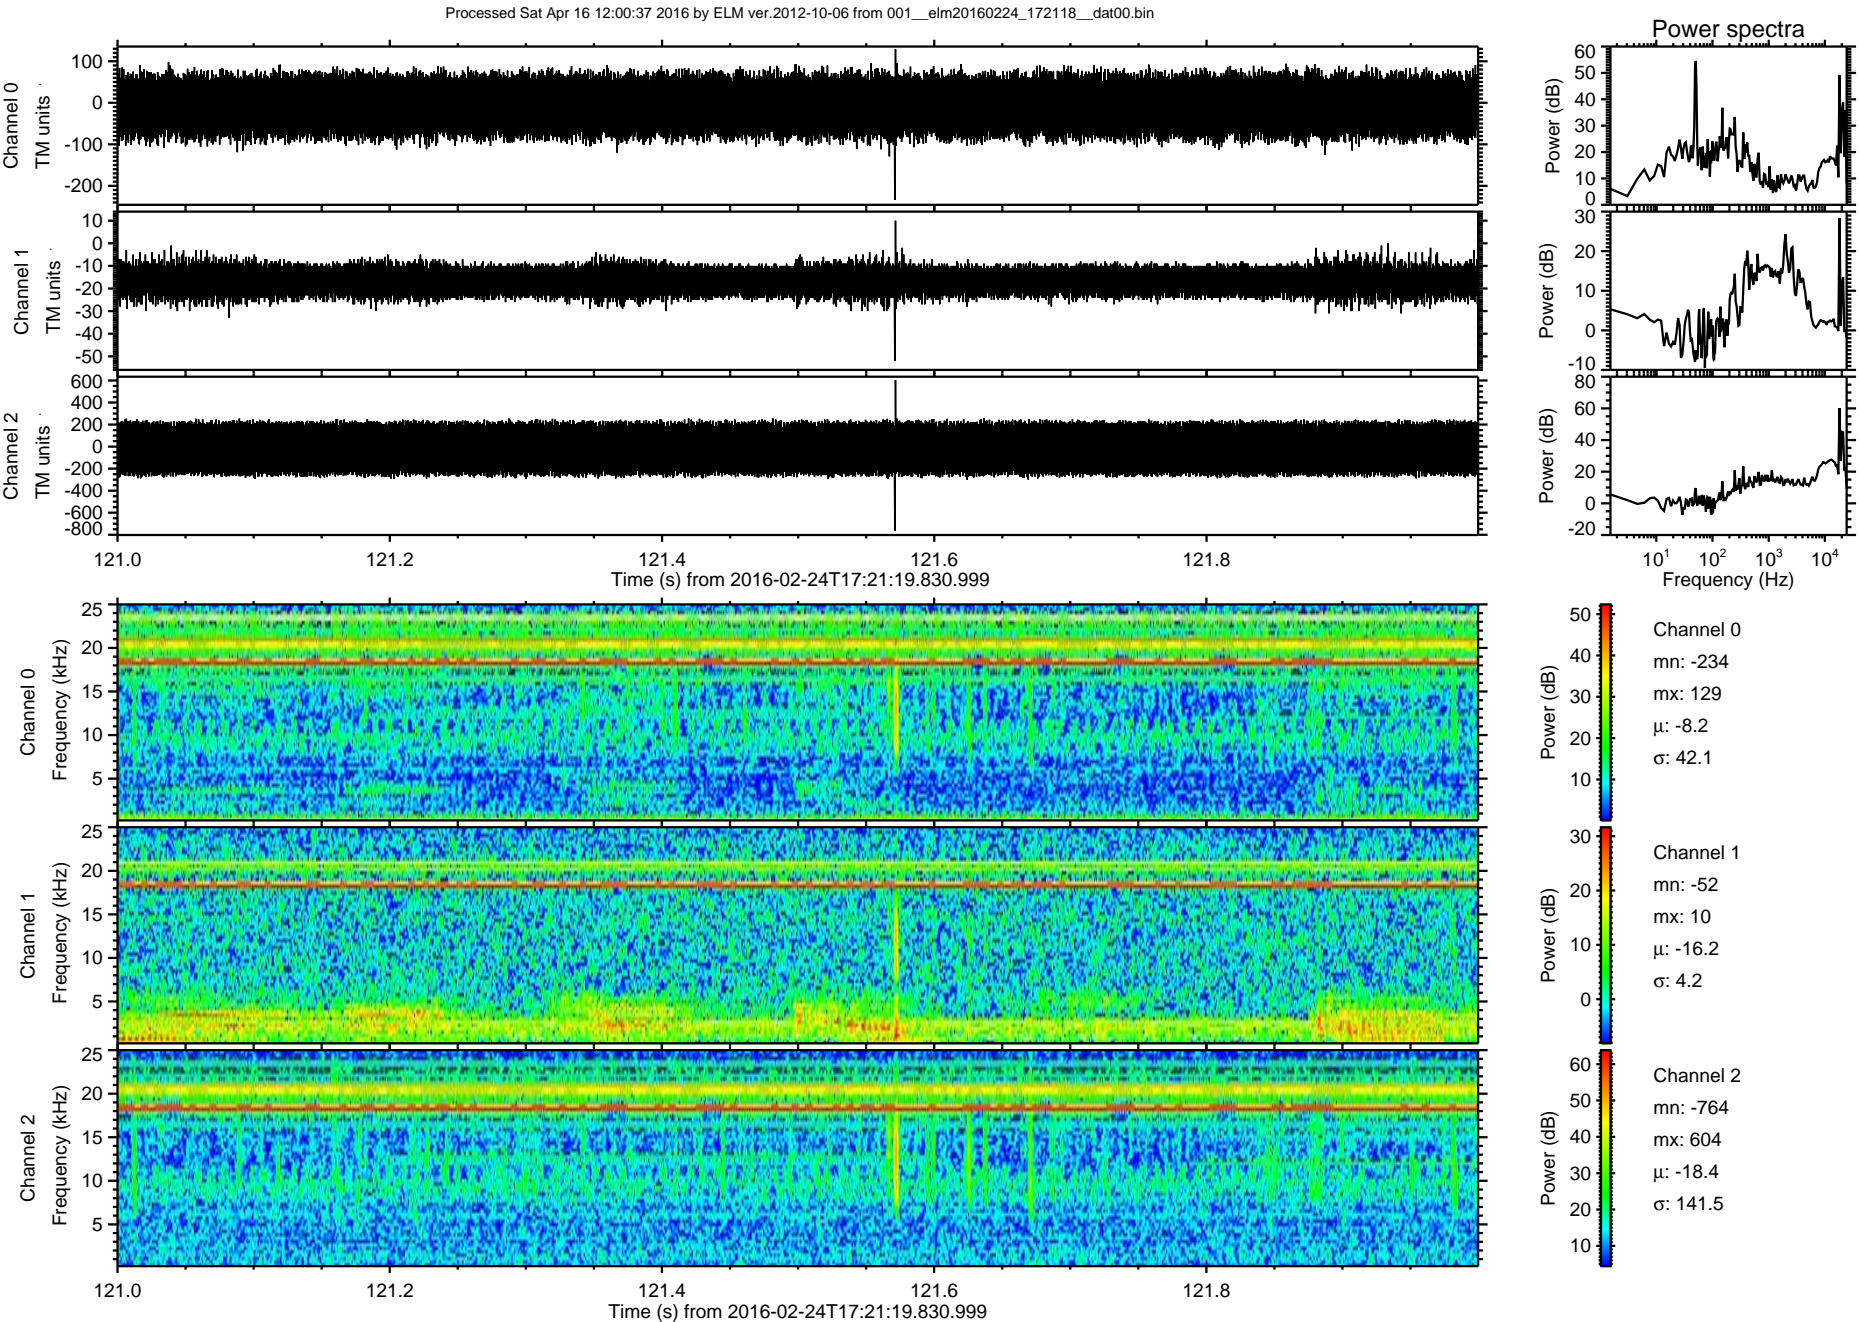 Processed Sat Apr 16 12:00:37 2016 by ELM ver.2012-10-06 from 001__elm20160224_172118__dat00.bin
Power spectra
Channel 0
TM units
100
0
-100
-200
Power (dB)
60
50
40
30
20
10
0
Channel 1
TM units
10
0
-10
-20
-30
-40
-50
Power (dB)
30
20
10
0
-10
Channel 2
TM units
600
400
200
0
-200
-400
-600
-800
Power (dB)
80
60
40
20
0
-20
121.0 121.2 121.4 121.6 121.8
Time (s) from 2016-02-24T17:21:19.830.999
10^1 10^2 10^3 10^4
Frequency (Hz)
Channel 0
Frequency (kHz)
25
20
15
10
5
Power (dB)
50
40
30
20
10
Channel 0
mn: -234
mx: 129
μ: -8.2
σ: 42.1
Channel 1
Frequency (kHz)
25
20
15
10
5
Power (dB)
30
20
10
0
Channel 1
mn: -52
mx: 10
μ: -16.2
σ: 4.2
Channel 2
Frequency (kHz)
25
20
15
10
5
Power (dB)
60
50
40
30
20
10
Channel 2
mn: -764
mx: 604
μ: -18.4
σ: 141.5
121.0 121.2 121.4 121.6 121.8
Time (s) from 2016-02-24T17:21:19.830.999